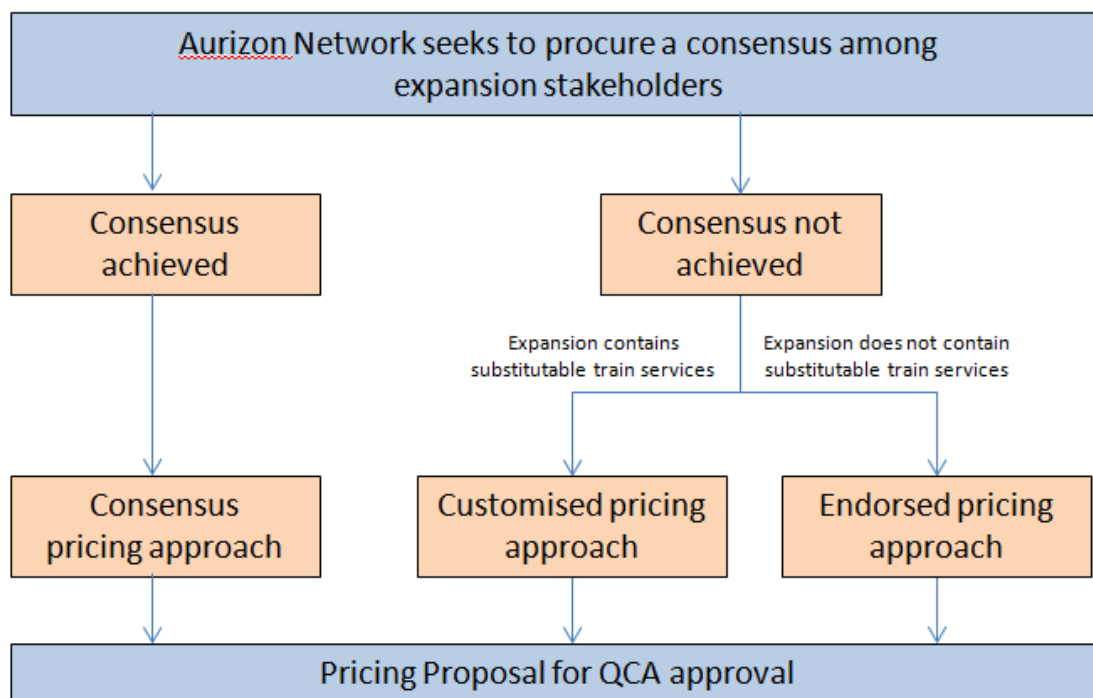 Aurizon Network seeks to procure a consensus among
expansion stakeholders
Consensus
achieved
Consensus not
achieved
Expansion contains
substitutable train services
Expansion does not contain
substitutable train services
Consensus
pricing approach
Customised pricing
approach
Endorsed pricing
approach
Pricing Proposal for QCA approval